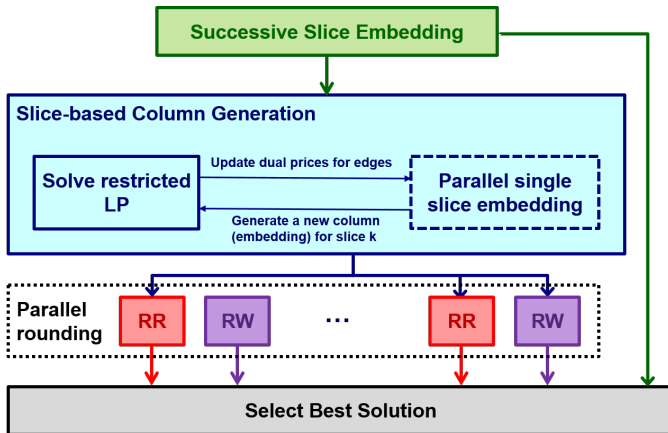 Successive Slice Embedding
Slice-based Column Generation
Update dual prices for edges
Solve restricted
LP
Parallel single
slice embedding
Generate a new column
(embedding) for slice k
Parallel
rounding
RR
RW
...
RR
RW
Select Best Solution